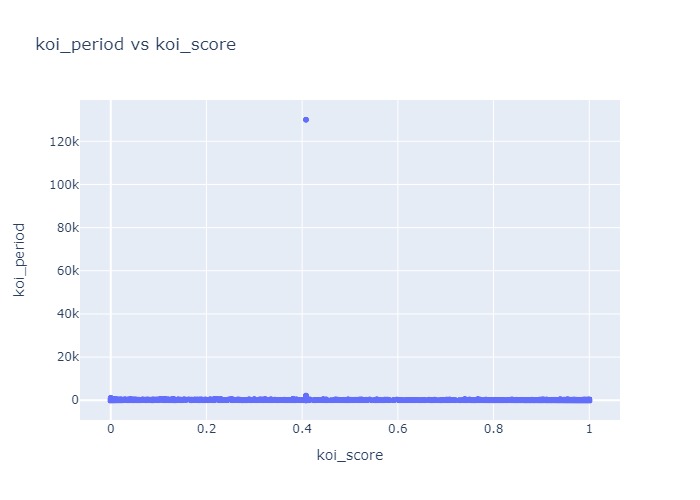 koi_period vs koi_score
120k
100k
80k
60k
40k
20k
0
koi_period
0
0.2
0.4
0.6
0.8
1
koi_score